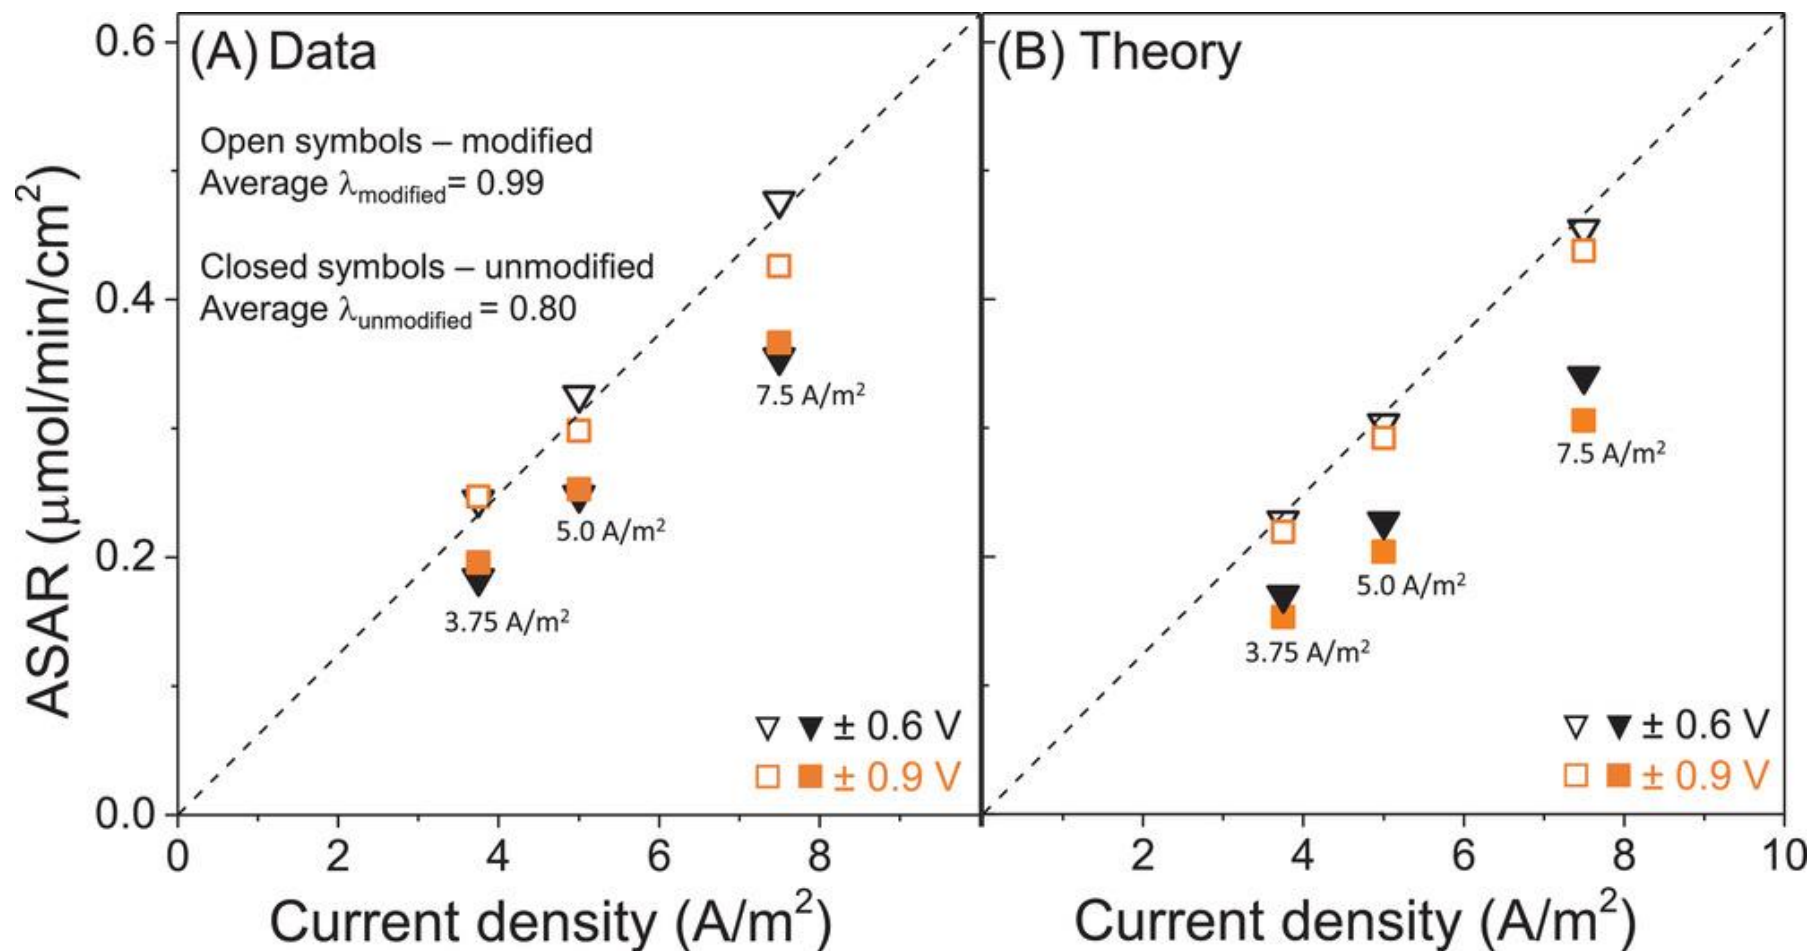 (A) Data
Open symbols – modified
Average λmodified= 0.99
Closed symbols – unmodified
Average λunmodified = 0.80
7.5 A/m²
5.0 A/m²
3.75 A/m²
± 0.6 V
± 0.9 V
(B) Theory
7.5 A/m²
5.0 A/m²
3.75 A/m²
± 0.6 V
± 0.9 V
ASAR (μmol/min/cm²)
0.6
0.4
0.2
0.0
0 2 4 6 8
2 4 6 8 10
Current density (A/m²)
Current density (A/m²)